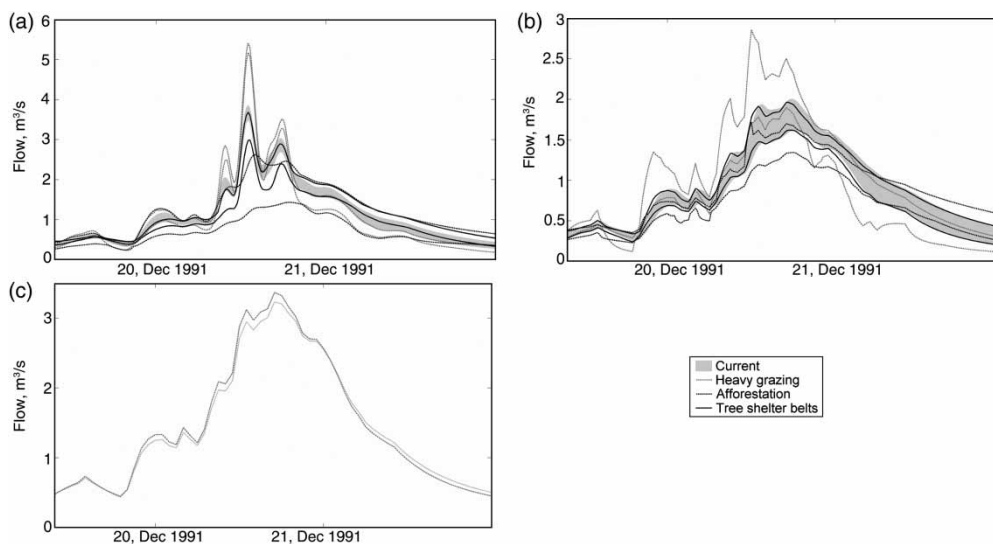 (a)
6
5
4
3
2
1
0
Flow, m³/s
20, Dec 1991
21, Dec 1991
(b)
3
2.5
2
1.5
1
0.5
0
Flow, m³/s
20, Dec 1991
21, Dec 1991
(c)
3
2
1
0
Flow, m³/s
20, Dec 1991
21, Dec 1991
Current
Heavy grazing
Afforestation
Tree shelter belts